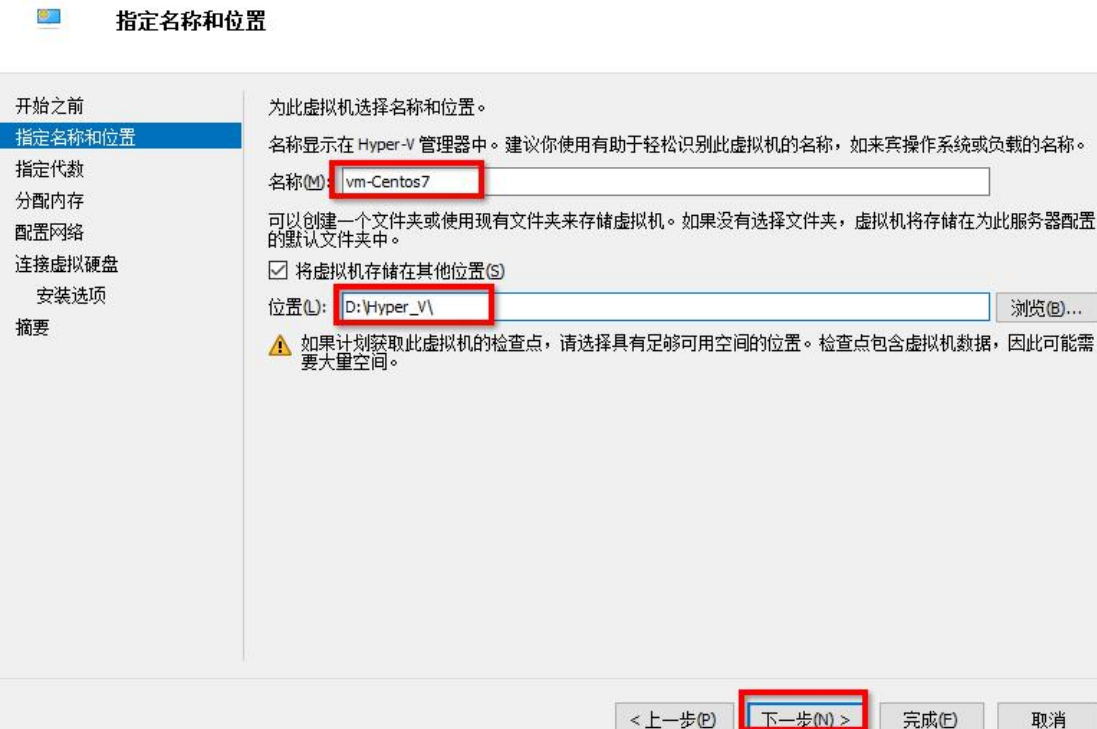 指定名称和位置
开始之前
指定名称和位置
指定代数
分配内存
配置网络
连接虚拟硬盘
安装选项
摘要
为此虚拟机选择名称和位置。
名称显示在 Hyper-V 管理器中。建议你使用有助于轻松识别此虚拟机的名称，如来宾操作系统或负载的名称。
名称(M): vm-Centos7
可以创建一个文件夹或使用现有文件夹来存储虚拟机。如果没有选择文件夹，虚拟机将存储在为此服务器配置
的默认文件夹中。
将虚拟机存储在其他位置(S)
位置(L): D:\Hyper_V\
浏览(B)...
如果计划获取此虚拟机的检查点，请选择具有足够可用空间的位置。检查点包含虚拟机数据，因此可能需
要大量空间。
< 上一步(P) 下一步(N) > 完成(F) 取消